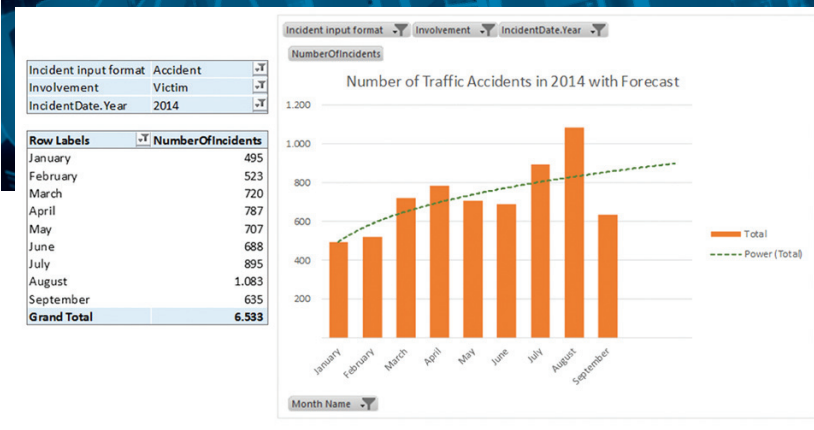 Incident input format Accident
Involvement Victim
IncidentDate.Year 2014
Row Labels NumberOfIncidents
January 495
February 523
March 720
April 787
May 707
June 688
July 895
August 1.083
September 635
Grand Total 6.533
Incident input format Involvement IncidentDate.Year
NumberOfIncidents
Number of Traffic Accidents in 2014 with Forecast
1.200
1.000
800
600
400
200
January February March April May June July August September
Total
Power (Total)
Month Name